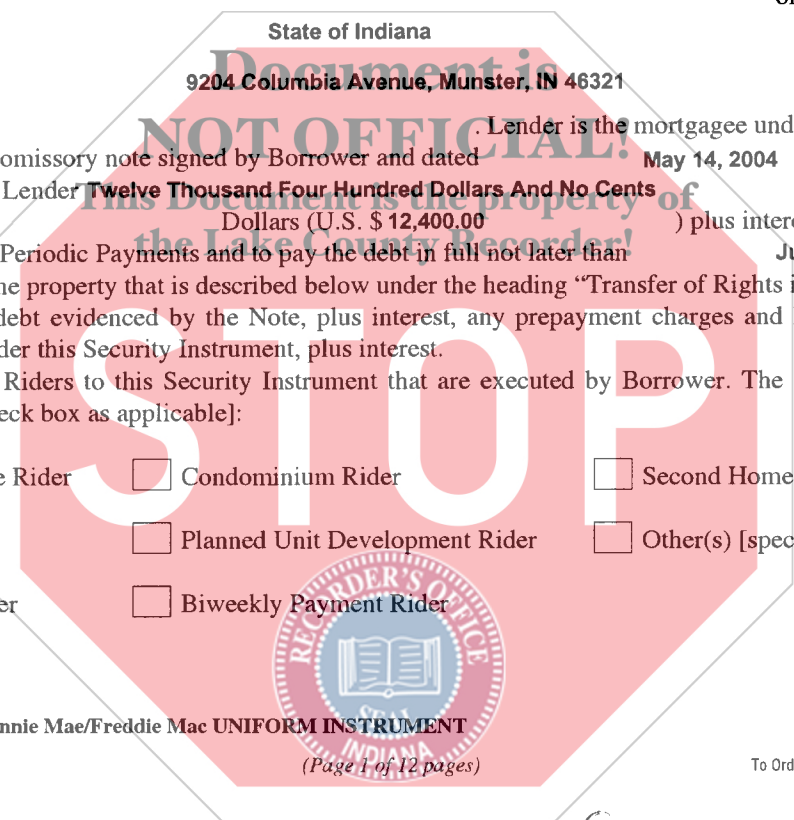 State of Indiana
Document is
9204 Columbia Avenue, Munster, IN 46321
NOT OFFICIAL!
. Lender is the mortgagee und
omissory note signed by Borrower and dated May 14, 2004
Lender Twelve Thousand Four Hundred Dollars And No Cents
This Document is the property of
Dollars (U.S. $ 12,400.00 ) plus intere
the Lake County Recorder!
Periodic Payments and to pay the debt in full not later than Ju
ne property that is described below under the heading “Transfer of Rights i
debt evidenced by the Note, plus interest, any prepayment charges and
der this Security Instrument, plus interest.
Riders to this Security Instrument that are executed by Borrower. The
eck box as applicable]:
STOP
e Rider Condominium Rider Second Home
Planned Unit Development Rider Other(s) [spec
er Biweekly Payment Rider
RECORDER'S OFFICE
SEAL
INDIANA
nnie Mae/Freddie Mac UNIFORM INSTRUMENT
(Page 1 of 12 pages)
To Ord